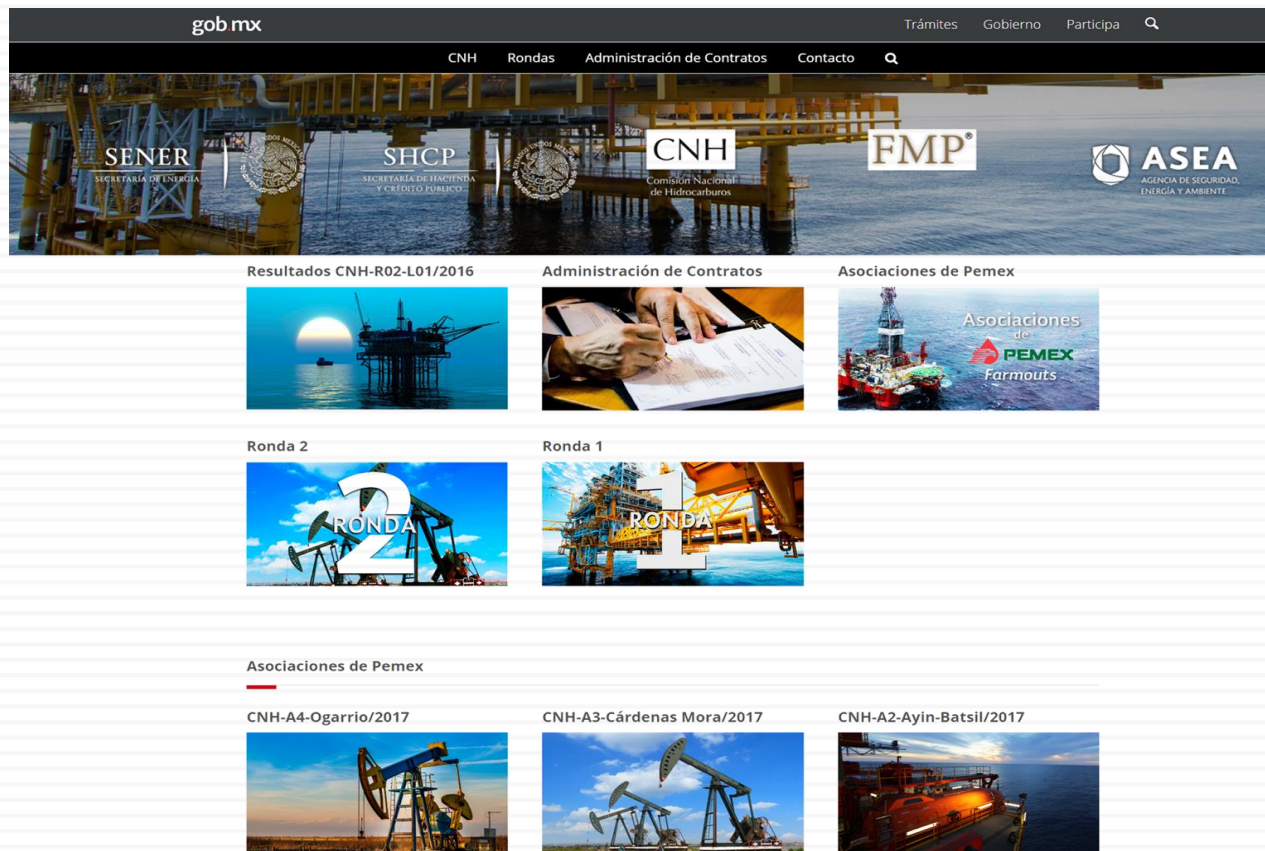 gob.mx
Trámites Gobierno Participa
CNH Rondas Administración de Contratos Contacto
SENER
SECRETARÍA DE ENERGÍA
SHCP
SECRETARÍA DE HACIENDA
Y CRÉDITO PÚBLICO
CNH
Comisión Nacional
de Hidrocarburos
FMP®
ASEA
AGENCIA DE SEGURIDAD,
ENERGÍA Y AMBIENTE
Resultados CNH-R02-L01/2016
Administración de Contratos
Asociaciones de Pemex
Asociaciones
de
PEMEX
Farmouts
Ronda 2
Ronda 1
2
RONDA
1
RONDA
Asociaciones de Pemex
CNH-A4-Ogarrio/2017
CNH-A3-Cárdenas Mora/2017
CNH-A2-Ayin-Batsil/2017